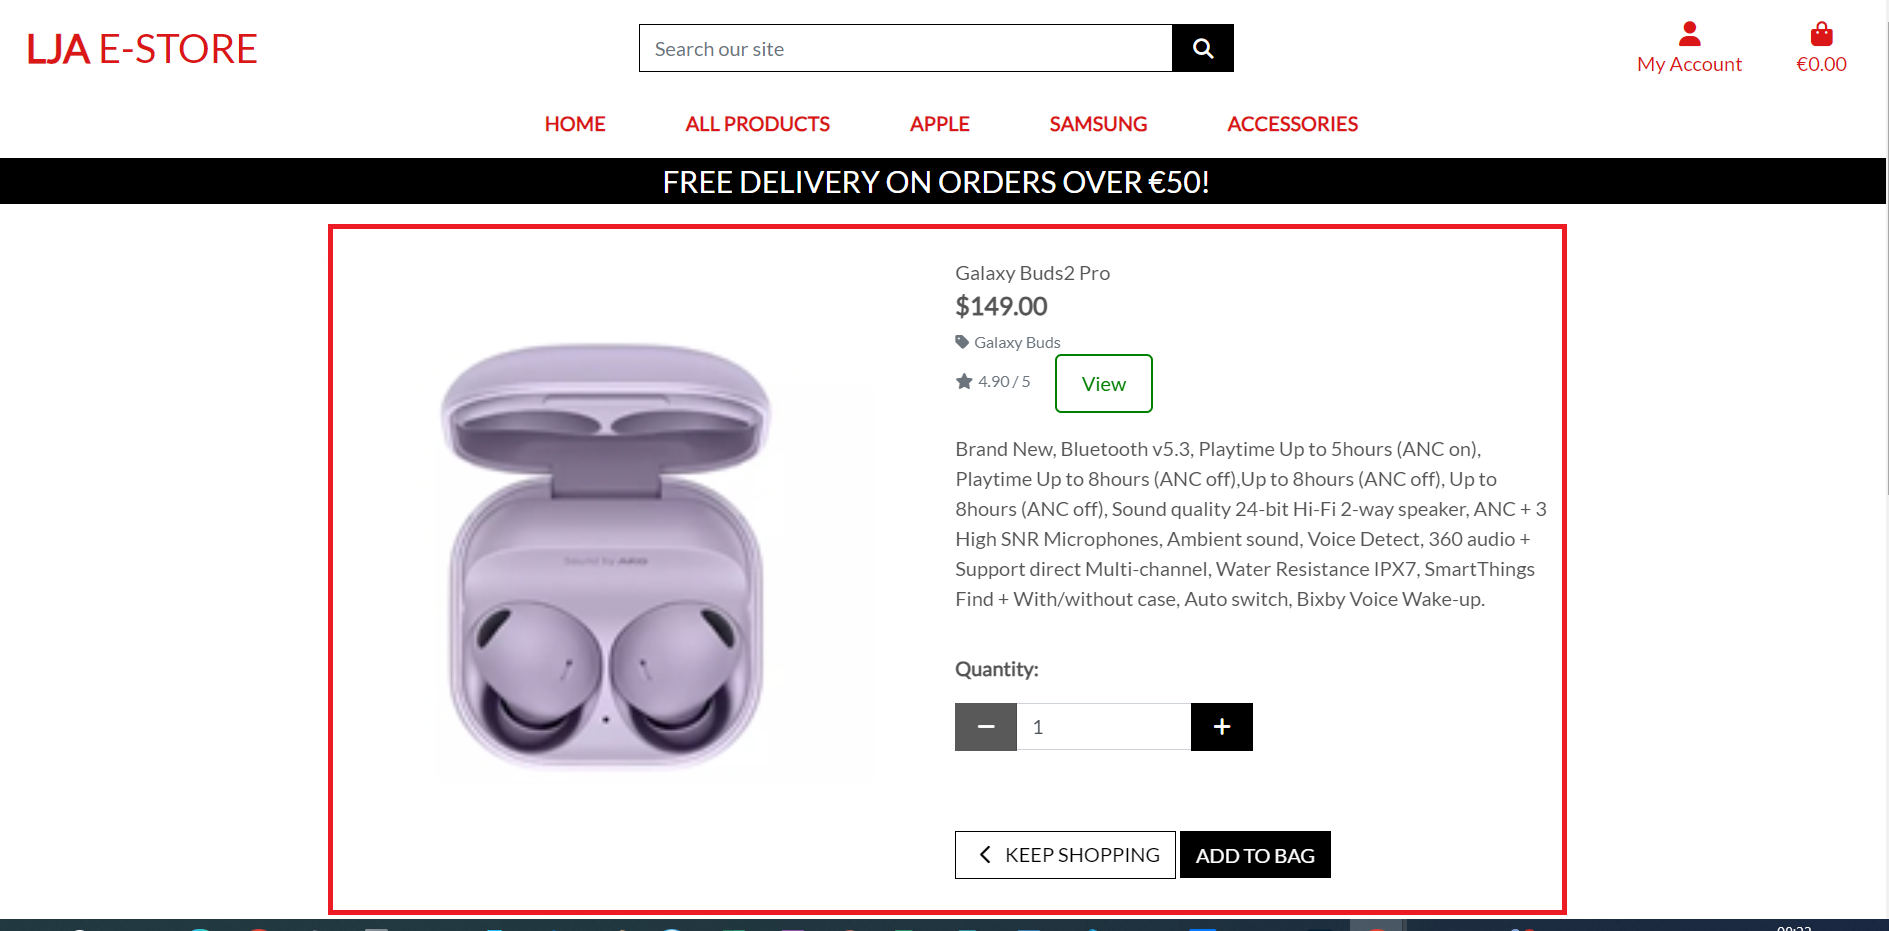 LJA E-STORE
Search our site
My Account
€0.00
HOME ALL PRODUCTS APPLE SAMSUNG ACCESSORIES
FREE DELIVERY ON ORDERS OVER €50!
Galaxy Buds2 Pro
$149.00
Galaxy Buds
4.90 / 5
View
Brand New, Bluetooth v5.3, Playtime Up to 5hours (ANC on),
Playtime Up to 8hours (ANC off),Up to 8hours (ANC off), Up to
8hours (ANC off), Sound quality 24-bit Hi-Fi 2-way speaker, ANC + 3
High SNR Microphones, Ambient sound, Voice Detect, 360 audio +
Support direct Multi-channel, Water Resistance IPX7, SmartThings
Find + With/without case, Auto switch, Bixby Voice Wake-up.
Sound by AKG
Quantity:
1
KEEP SHOPPING
ADD TO BAG